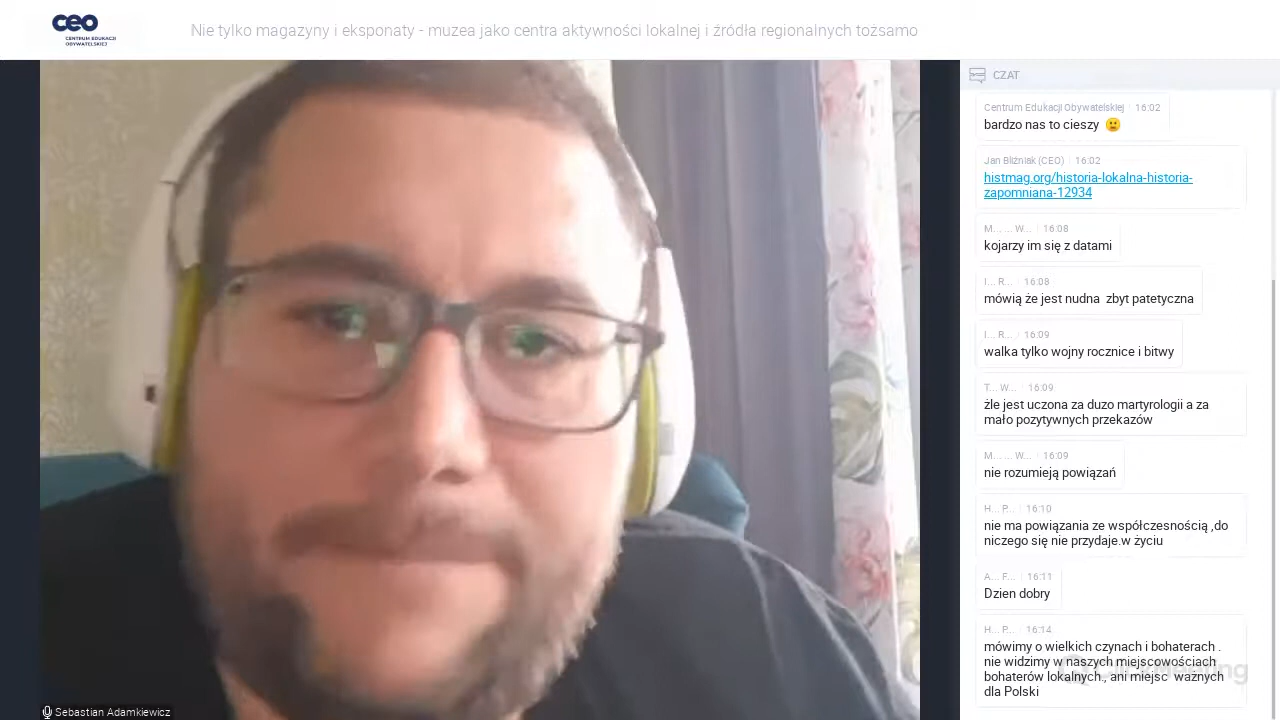 ceo
CENTRUM EDUKACJI
OBYWATELSKIEJ
Nie tylko magazyny i eksponaty - muzea jako centra aktywności lokalnej i źródła regionalnych tożsamo
CZAT
Centrum Edukacji Obywatelskiej 16:02
bardzo nas to cieszy
Jan Bliźniak (CEO) 16:02
histmag.org/historia-lokalna-historia-
zapomniana-12934
M... ... W... 16:08
kojarzy im się z datami
I... R... 16:08
mówią że jest nudna zbyt patetyczna
I... R... 16:09
walka tylko wojny rocznice i bitwy
T... W... 16:09
żle jest uczona za duzo martyrologii a za
mało pozytywnych przekazów
M... ... W... 16:09
nie rozumieją powiązań
H... P... 16:10
nie ma powiązania ze współczesnością ,do
niczego się nie przydaje.w życiu
A... F... 16:11
Dzien dobry
H... P... 16:14
mówimy o wielkich czynach i bohaterach .
nie widzimy w naszych miejscowościach
bohaterów lokalnych., ani miejsc ważnych
dla Polski
Sebastian Adamkiewicz